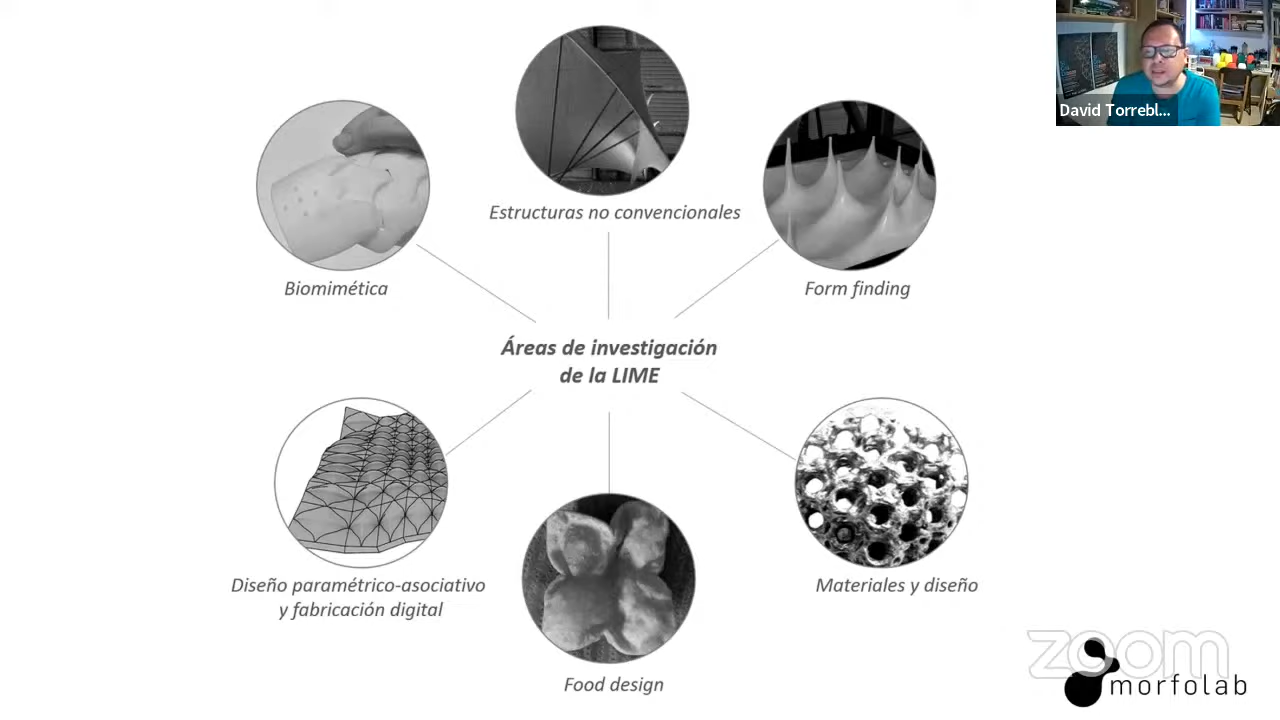 David Torrebl...
Estructuras no convencionales
Biomimética
Form finding
Áreas de investigación
de la LIME
Diseño paramétrico-asociativo
y fabricación digital
Materiales y diseño
Food design
zoom
morfolab